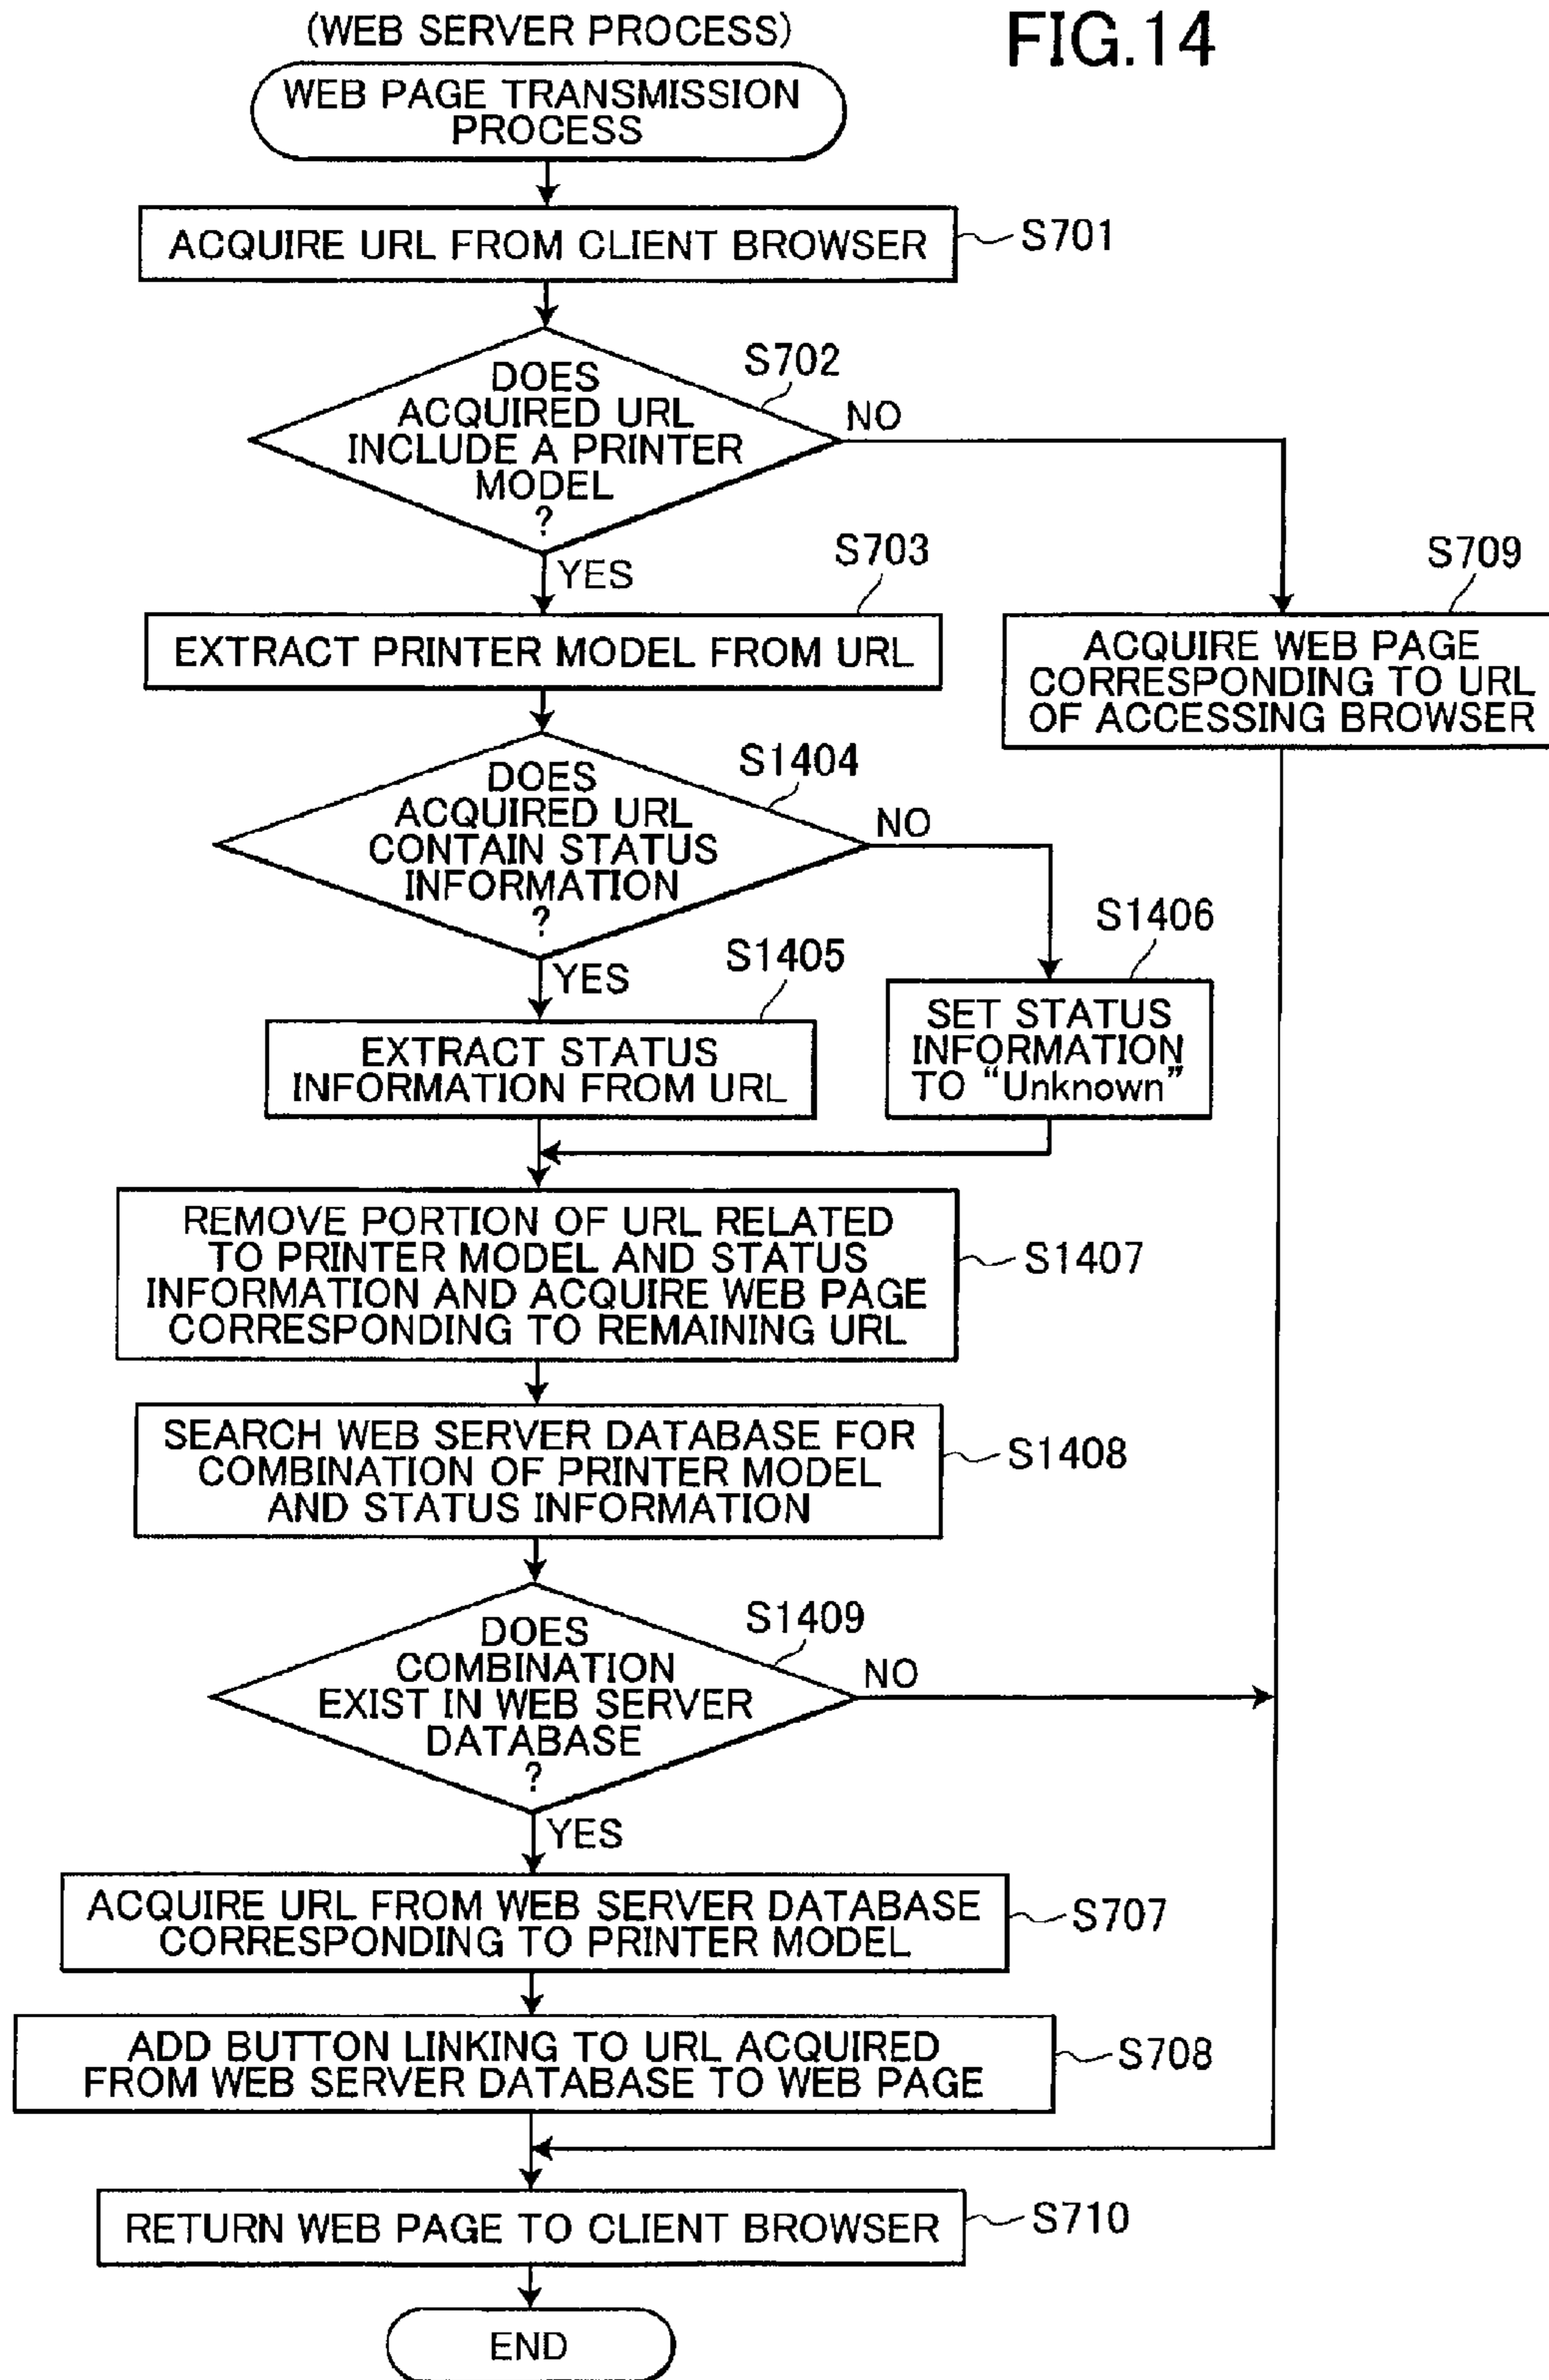 (WEB SERVER PROCESS)
FIG.14
WEB PAGE TRANSMISSION
PROCESS
ACQUIRE URL FROM CLIENT BROWSER
S701
DOES
ACQUIRED URL
INCLUDE A PRINTER
MODEL
?
S702
NO
YES
S703
EXTRACT PRINTER MODEL FROM URL
S709
ACQUIRE WEB PAGE
CORRESPONDING TO URL
OF ACCESSING BROWSER
DOES
ACQUIRED URL
CONTAIN STATUS
INFORMATION
?
S1404
NO
YES
S1405
EXTRACT STATUS
INFORMATION FROM URL
S1406
SET STATUS
INFORMATION
TO “Unknown”
REMOVE PORTION OF URL RELATED
TO PRINTER MODEL AND STATUS
INFORMATION AND ACQUIRE WEB PAGE
CORRESPONDING TO REMAINING URL
S1407
SEARCH WEB SERVER DATABASE FOR
COMBINATION OF PRINTER MODEL
AND STATUS INFORMATION
S1408
DOES
COMBINATION
EXIST IN WEB SERVER
DATABASE
?
S1409
NO
YES
ACQUIRE URL FROM WEB SERVER DATABASE
CORRESPONDING TO PRINTER MODEL
S707
ADD BUTTON LINKING TO URL ACQUIRED
FROM WEB SERVER DATABASE TO WEB PAGE
S708
RETURN WEB PAGE TO CLIENT BROWSER
S710
END